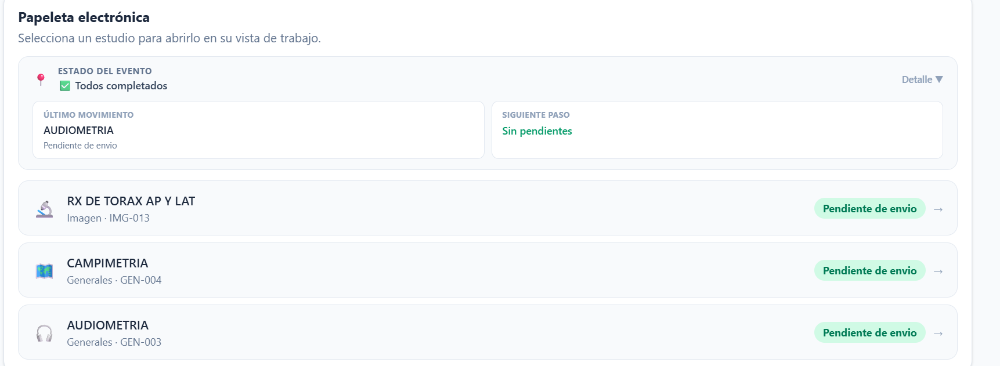 Papeleta electrónica
Selecciona un estudio para abrirlo en su vista de trabajo.
ESTADO DEL EVENTO
✅ Todos completados
Detalle ▼
ÚLTIMO MOVIMIENTO
AUDIOMETRIA
Pendiente de envio
SIGUIENTE PASO
Sin pendientes
RX DE TORAX AP Y LAT
Imagen · IMG-013
Pendiente de envio →
CAMPIMETRIA
Generales · GEN-004
Pendiente de envio →
AUDIOMETRIA
Generales · GEN-003
Pendiente de envio →